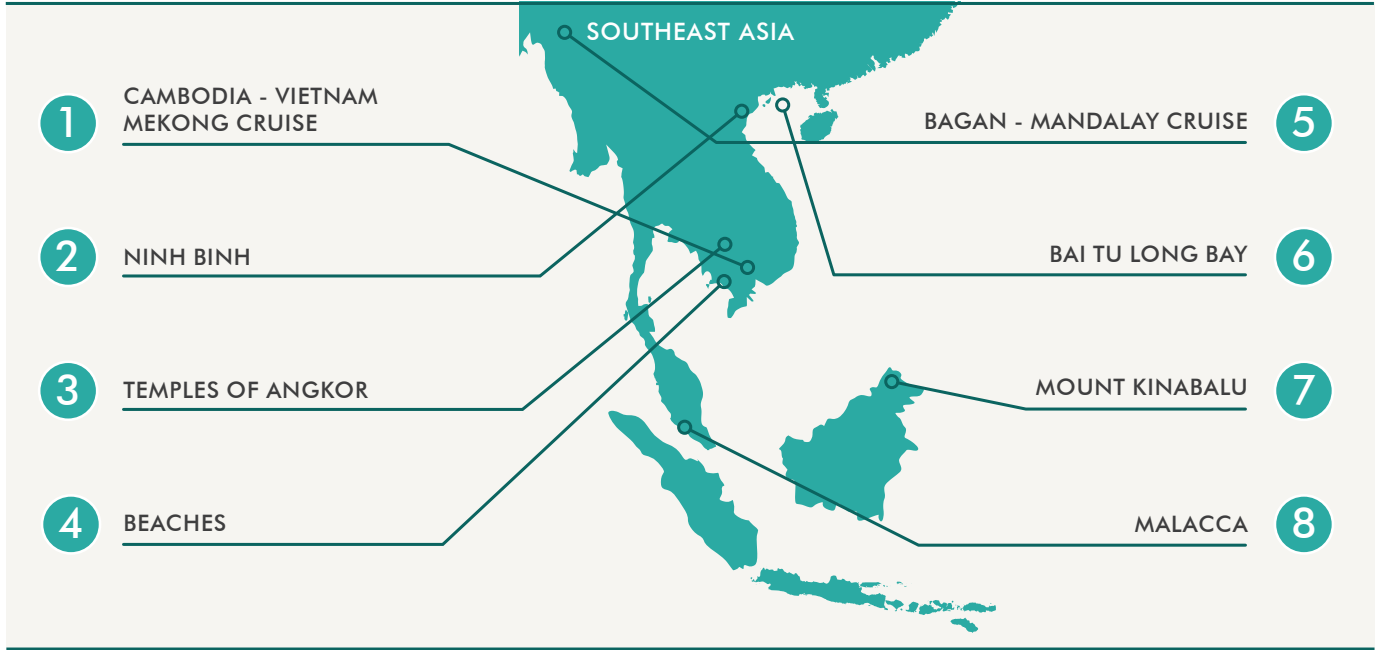 SOUTHEAST ASIA
1
CAMBODIA - VIETNAM
MEKONG CRUISE
2
NINH BINH
3
TEMPLES OF ANGKOR
4
BEACHES
BAGAN - MANDALAY CRUISE
5
BAI TU LONG BAY
6
MOUNT KINABALU
7
MALACCA
8